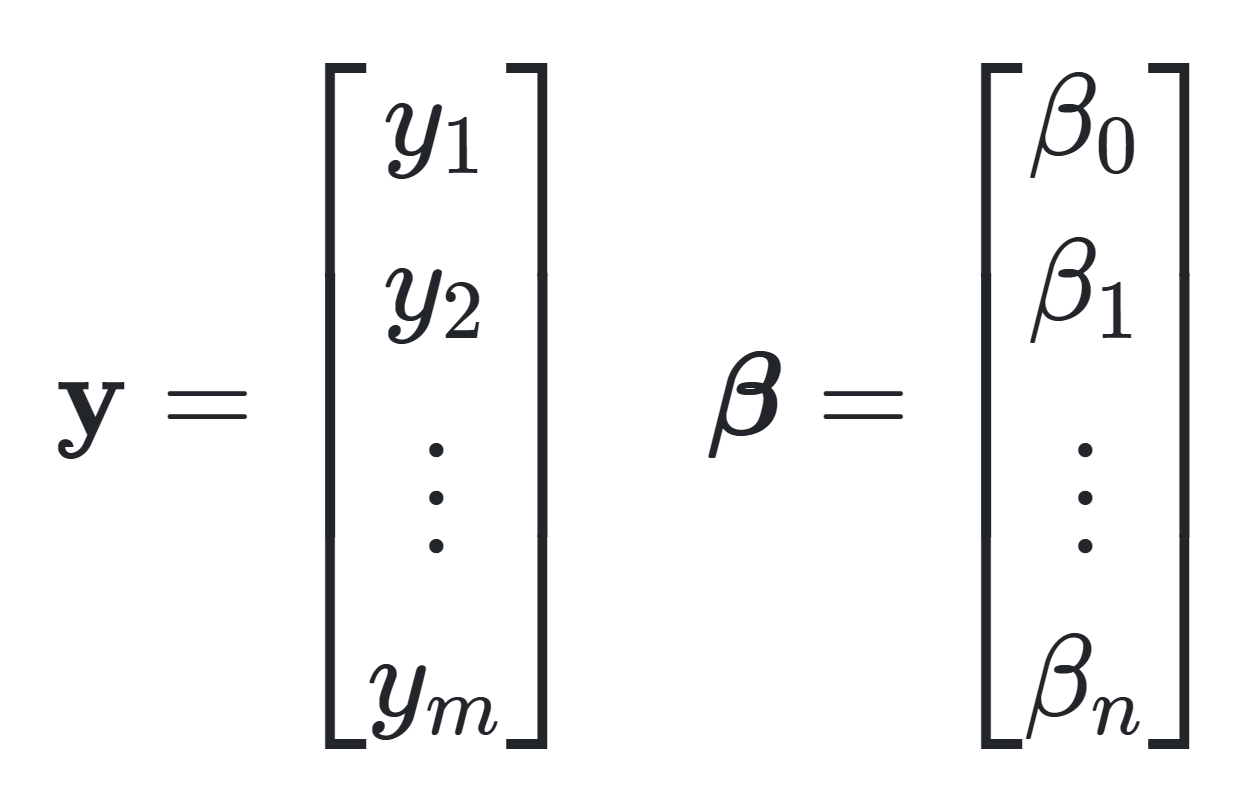 𝐲 = [y₁ y₂ ⋮ yₘ] 𝜷 = [β₀ β₁ ⋮ βₙ]